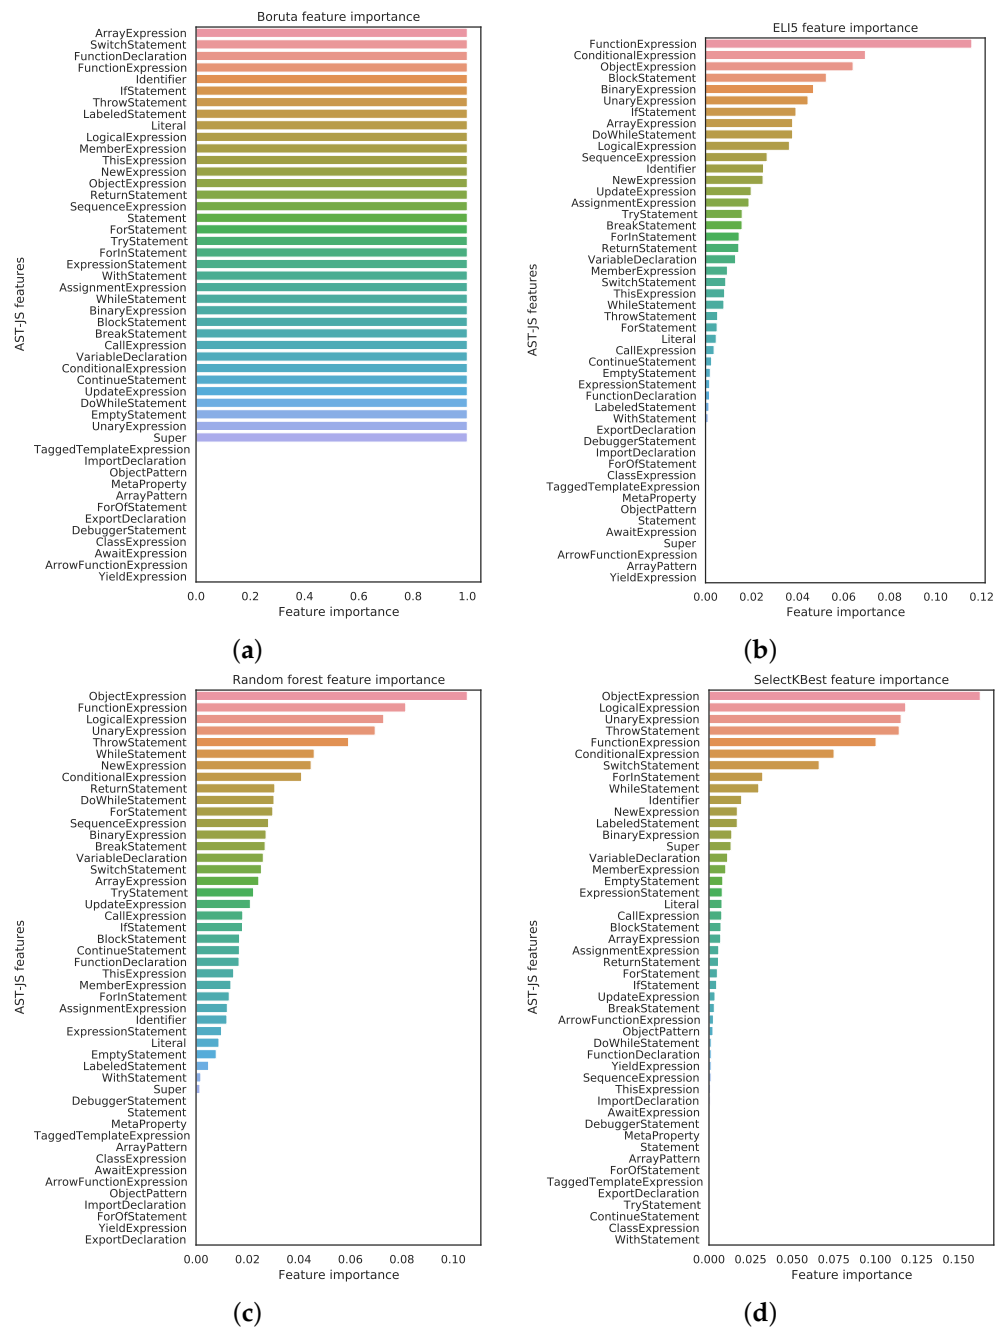 Boruta feature importance
AST-JS features
ArrayExpression
SwitchStatement
FunctionDeclaration
FunctionExpression
Identifier
IfStatement
ThrowStatement
LabeledStatement
Literal
LogicalExpression
MemberExpression
ThisExpression
NewExpression
ObjectExpression
ReturnStatement
SequenceExpression
Statement
ForStatement
TryStatement
ForInStatement
ExpressionStatement
WithStatement
AssignmentExpression
WhileStatement
BinaryExpression
BlockStatement
BreakStatement
CallExpression
VariableDeclaration
ConditionalExpression
ContinueStatement
UpdateExpression
DoWhileStatement
EmptyStatement
UnaryExpression
Super
TaggedTemplateExpression
ImportDeclaration
ObjectPattern
MetaProperty
ArrayPattern
ForOfStatement
ExportDeclaration
DebuggerStatement
ClassExpression
AwaitExpression
ArrowFunctionExpression
YieldExpression
0.0 0.2 0.4 0.6 0.8 1.0
Feature importance
(a)
ELI5 feature importance
AST-JS features
FunctionExpression
ConditionalExpression
ObjectExpression
BlockStatement
BinaryExpression
UnaryExpression
IfStatement
ArrayExpression
DoWhileStatement
LogicalExpression
SequenceExpression
Identifier
NewExpression
UpdateExpression
AssignmentExpression
TryStatement
BreakStatement
ForInStatement
ReturnStatement
VariableDeclaration
MemberExpression
SwitchStatement
ThisExpression
WhileStatement
ThrowStatement
ForStatement
Literal
CallExpression
ContinueStatement
EmptyStatement
ExpressionStatement
FunctionDeclaration
LabeledStatement
WithStatement
ExportDeclaration
DebuggerStatement
ImportDeclaration
ForOfStatement
ClassExpression
TaggedTemplateExpression
MetaProperty
ObjectPattern
Statement
AwaitExpression
Super
ArrowFunctionExpression
ArrayPattern
YieldExpression
0.00 0.02 0.04 0.06 0.08 0.10 0.12
Feature importance
(b)
Random forest feature importance
AST-JS features
ObjectExpression
FunctionExpression
LogicalExpression
UnaryExpression
ThrowStatement
WhileStatement
NewExpression
ConditionalExpression
ReturnStatement
DoWhileStatement
ForStatement
SequenceExpression
BinaryExpression
BreakStatement
VariableDeclaration
SwitchStatement
ArrayExpression
TryStatement
UpdateExpression
CallExpression
IfStatement
BlockStatement
ContinueStatement
FunctionDeclaration
ThisExpression
MemberExpression
ForInStatement
AssignmentExpression
Identifier
ExpressionStatement
Literal
EmptyStatement
LabeledStatement
WithStatement
Super
DebuggerStatement
Statement
MetaProperty
TaggedTemplateExpression
ArrayPattern
ClassExpression
AwaitExpression
ArrowFunctionExpression
ObjectPattern
ImportDeclaration
ForOfStatement
YieldExpression
ExportDeclaration
0.00 0.02 0.04 0.06 0.08 0.10
Feature importance
(c)
SelectKBest feature importance
AST-JS features
ObjectExpression
LogicalExpression
UnaryExpression
ThrowStatement
FunctionExpression
ConditionalExpression
SwitchStatement
ForInStatement
WhileStatement
Identifier
NewExpression
LabeledStatement
BinaryExpression
Super
VariableDeclaration
MemberExpression
EmptyStatement
ExpressionStatement
Literal
CallExpression
BlockStatement
ArrayExpression
AssignmentExpression
ReturnStatement
ForStatement
IfStatement
UpdateExpression
BreakStatement
ArrowFunctionExpression
ObjectPattern
DoWhileStatement
FunctionDeclaration
YieldExpression
SequenceExpression
ThisExpression
ImportDeclaration
AwaitExpression
DebuggerStatement
MetaProperty
Statement
ArrayPattern
ForOfStatement
TaggedTemplateExpression
ExportDeclaration
TryStatement
ContinueStatement
ClassExpression
WithStatement
0.000 0.025 0.050 0.075 0.100 0.125 0.150
Feature importance
(d)